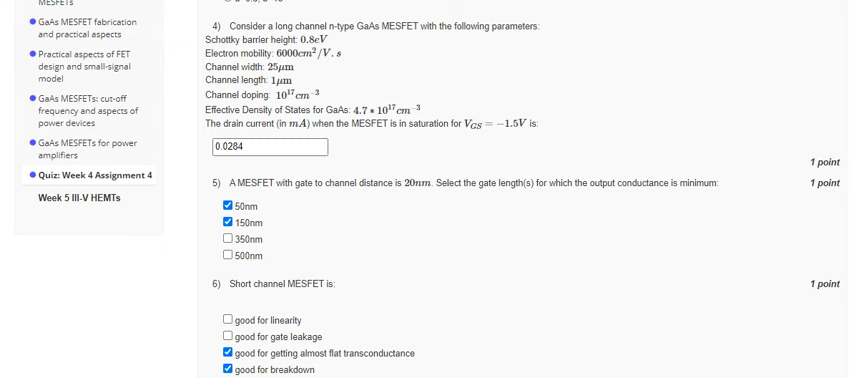 MESFETs
GaAs MESFET fabrication
and practical aspects
Practical aspects of FET
design and small-signal
model
GaAs MESFETs: cut-off
frequency and aspects of
power devices
GaAs MESFETs for power
amplifiers
Quiz: Week 4 Assignment 4
Week 5 III-V HEMTs
4) Consider a long channel n-type GaAs MESFET with the following parameters:
Schottky barrier height: 0.8eV
Electron mobility: 6000cm²/V.s
Channel width: 25μm
Channel length: 1μm
Channel doping: 10¹⁷cm⁻³
Effective Density of States for GaAs: 4.7 * 10¹⁷cm⁻³
The drain current (in mA) when the MESFET is in saturation for V_GS = −1.5V is:
0.0284
1 point
5) A MESFET with gate to channel distance is 20nm. Select the gate length(s) for which the output conductance is minimum: 1 point
50nm
150nm
350nm
500nm
6) Short channel MESFET is: 1 point
good for linearity
good for gate leakage
good for getting almost flat transconductance
good for breakdown